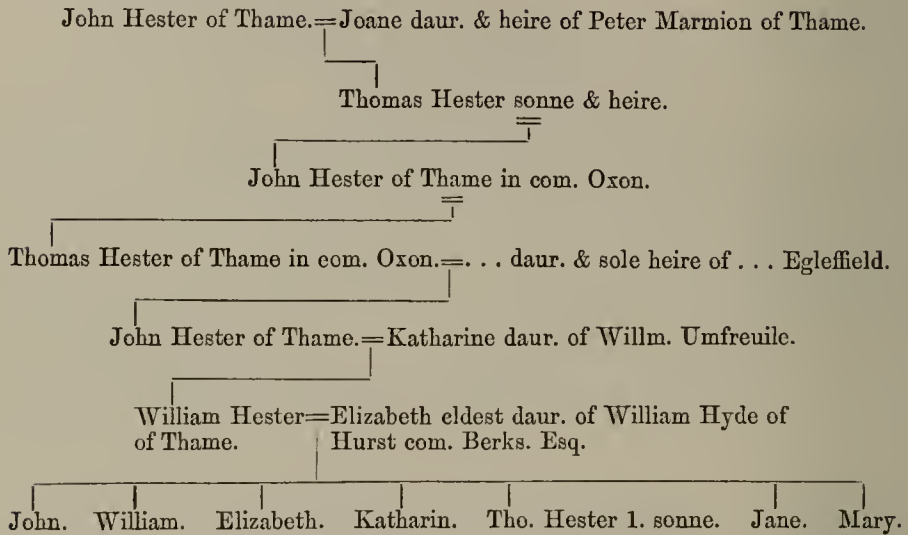 John Hester of Thame.=Joane daur. & heire of Peter Marmion of Thame.
Thomas Hester sonne & heire.
John Hester of Thame in com. Oxon.
Thomas Hester of Thame in com. Oxon.=. . . daur. & sole heire of . . . Egleffield.
John Hester of Thame.=Katharine daur. of Willm. Umfreuile.
William Hester=Elizabeth eldest daur. of William Hyde of
of Thame. Hurst com. Berks. Esq.
John. William. Elizabeth. Katharin. Tho. Hester 1. sonne. Jane. Mary.